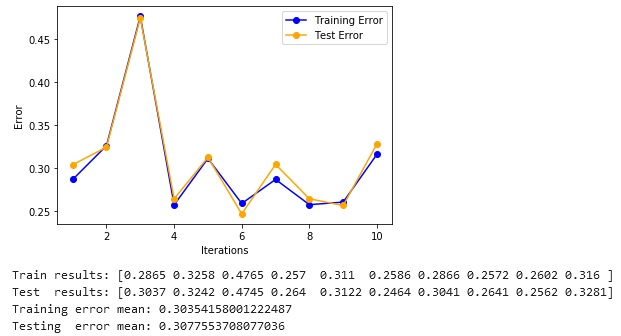 Training Error
Test Error
0.45
0.40
0.35
0.30
0.25
Error
2 4 6 8 10
Iterations
Train results: [0.2865 0.3258 0.4765 0.257  0.311  0.2586 0.2866 0.2572 0.2602 0.316 ]
Test  results: [0.3037 0.3242 0.4745 0.264  0.3122 0.2464 0.3041 0.2641 0.2562 0.3281]
Training error mean: 0.30354158001222487
Testing  error mean: 0.3077553708077036